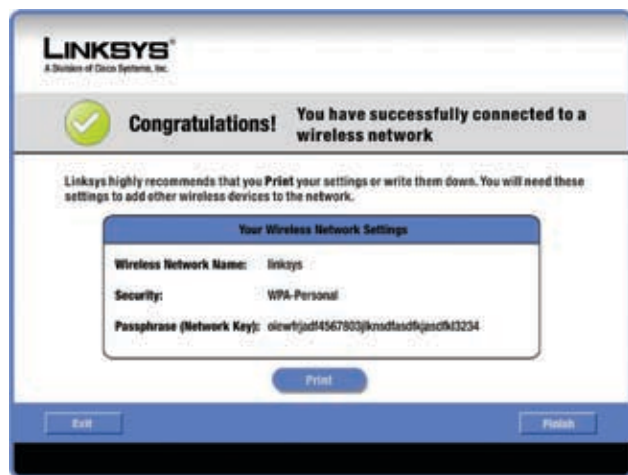 LINKSYS®
A Division of Cisco Systems, Inc.
Congratulations!
You have successfully connected to a
wireless network
Linksys highly recommends that you Print your settings or write them down. You will need these
settings to add other wireless devices to the network.
Your Wireless Network Settings
Wireless Network Name: linksys
Security: WPA-Personal
Passphrase (Network Key):
Print
Exit
Finish